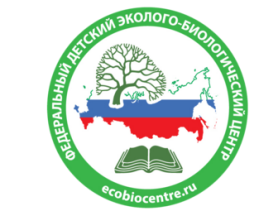 ФЕДЕРАЛЬНЫЙ ДЕТСКИЙ ЭКОЛОГО-БИОЛОГИЧЕСКИЙ ЦЕНТР
ecobiocentre.ru